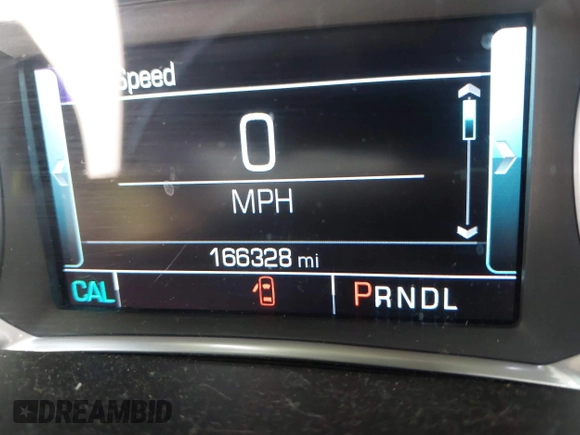 Speed
0
MPH
166328 mi
CAL
PRNDL
DREAMBID